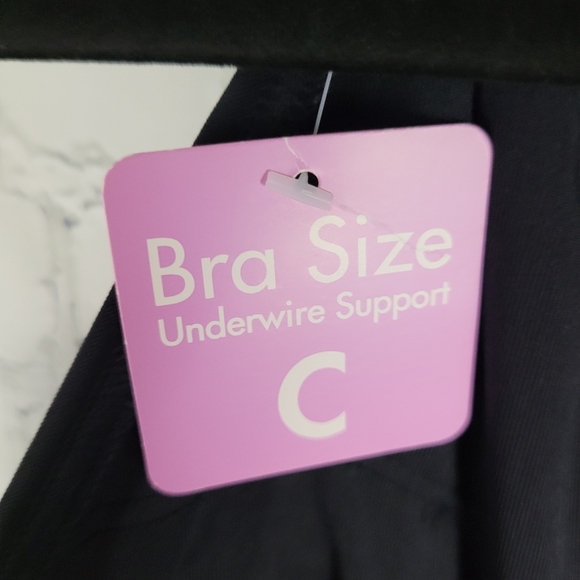 Bra Size
Underwire Support
C